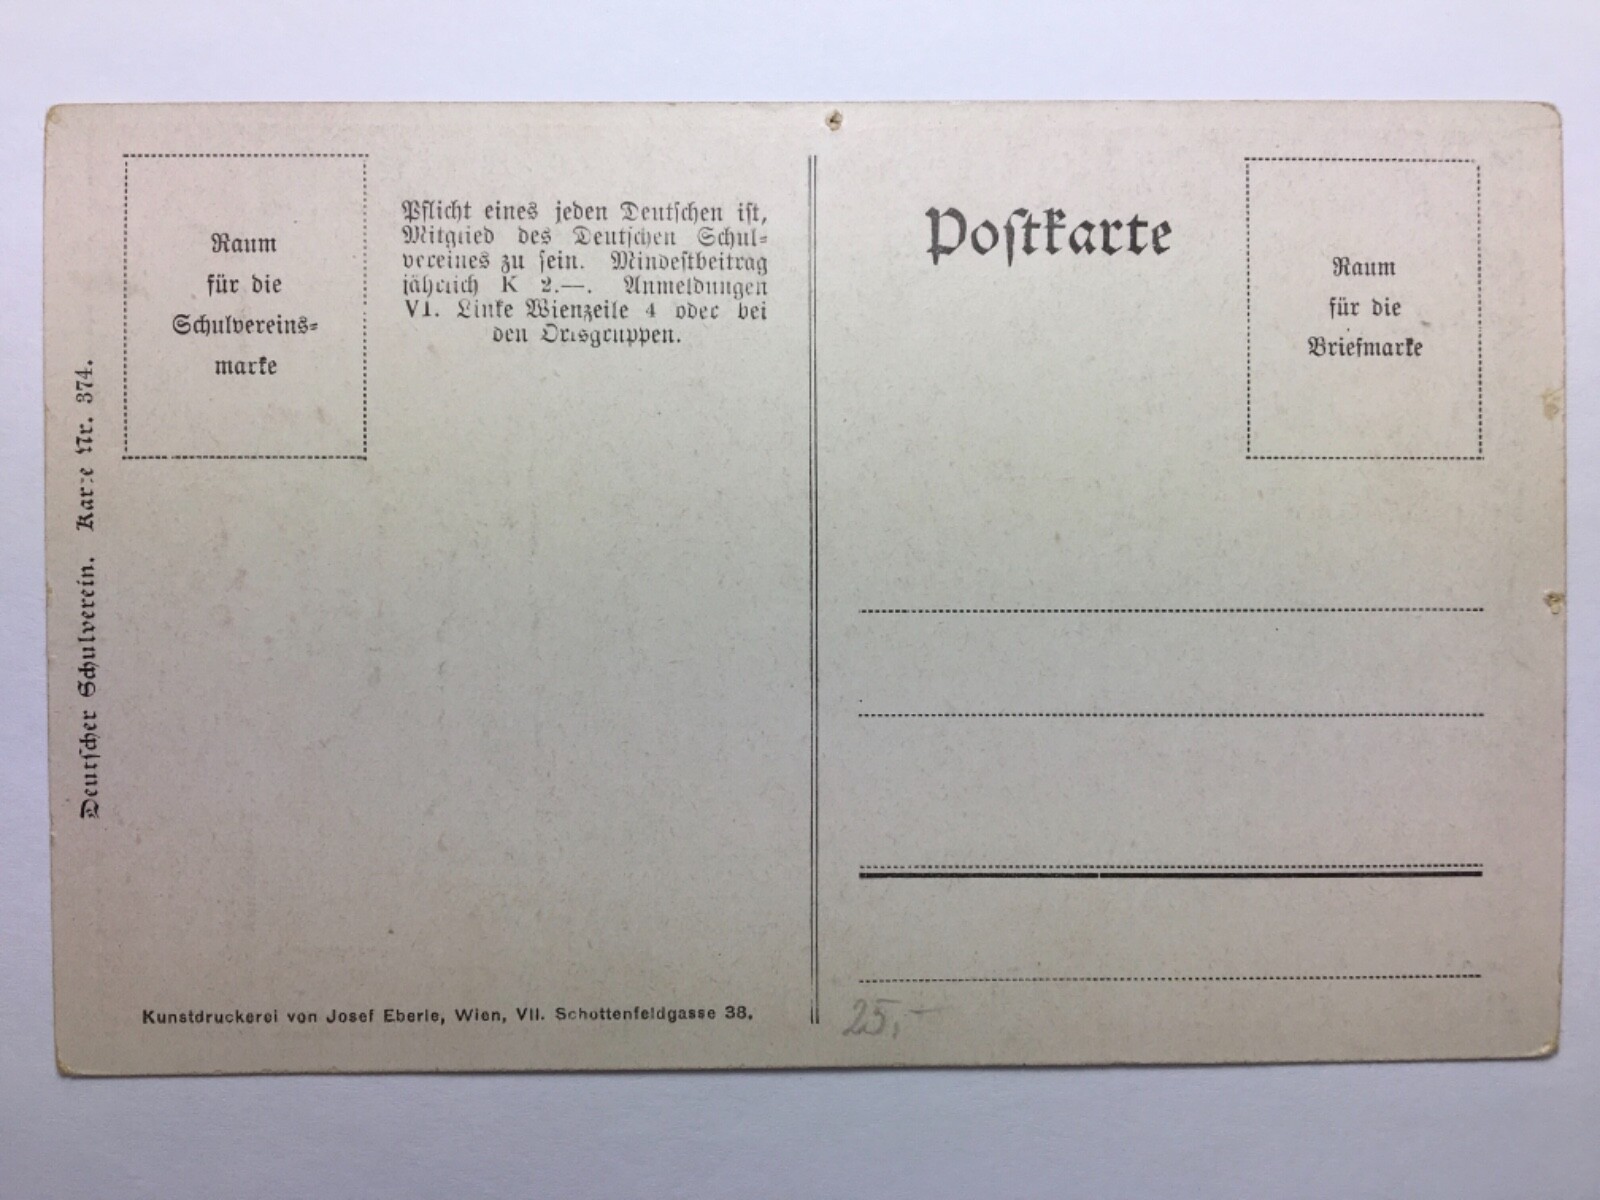 Raum
für die
Schulvereins-
marke
Pflicht eines jeden Deutschen ist,
Mitglied des Deutschen Schul-
vereines zu sein. Mindestbeitrag
jährlich K 2.—. Anmeldungen
VI. Linke Wienzeile 4 oder bei
den Ortsgruppen.
Deutscher Schulverein. Karte Nr. 374.
Kunstdruckerei von Josef Eberle, Wien, VII. Schottenfeldgasse 38.
Postkarte
Raum
für die
Briefmarke
25,-